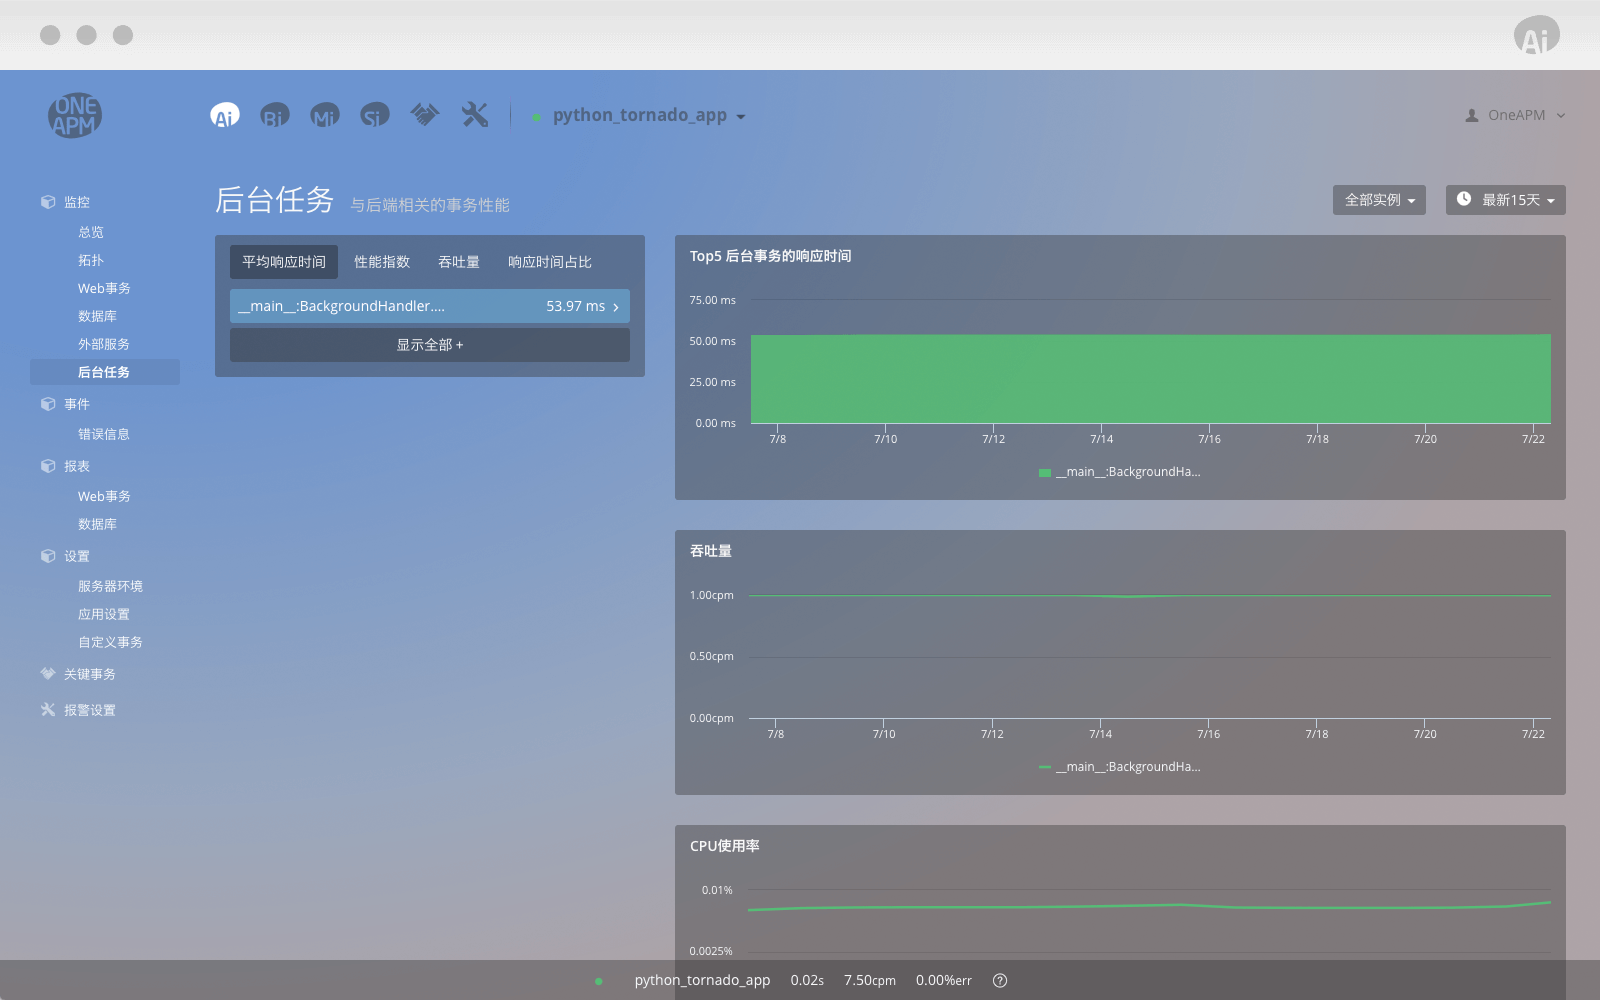 Ai
ONE
APM
Ai
Bi
Mi
Si
python_tornado_app
OneAPM
监控
总览
拓扑
Web事务
数据库
外部服务
后台任务
事件
错误信息
报表
Web事务
数据库
设置
服务器环境
应用设置
自定义事务
关键事务
报警设置
后台任务 与后端相关的事务性能
全部实例
最新15天
平均响应时间 性能指数 吞吐量 响应时间占比
__main__:BackgroundHandler.... 53.97 ms
显示全部 +
Top5 后台事务的响应时间
75.00 ms
50.00 ms
25.00 ms
0.00 ms
7/8 7/10 7/12 7/14 7/16 7/18 7/20 7/22
__main__:BackgroundHa...
吞吐量
1.00cpm
0.50cpm
0.00cpm
7/8 7/10 7/12 7/14 7/16 7/18 7/20 7/22
__main__:BackgroundHa...
CPU使用率
0.01%
0.0025%
python_tornado_app 0.02s 7.50cpm 0.00%err ?